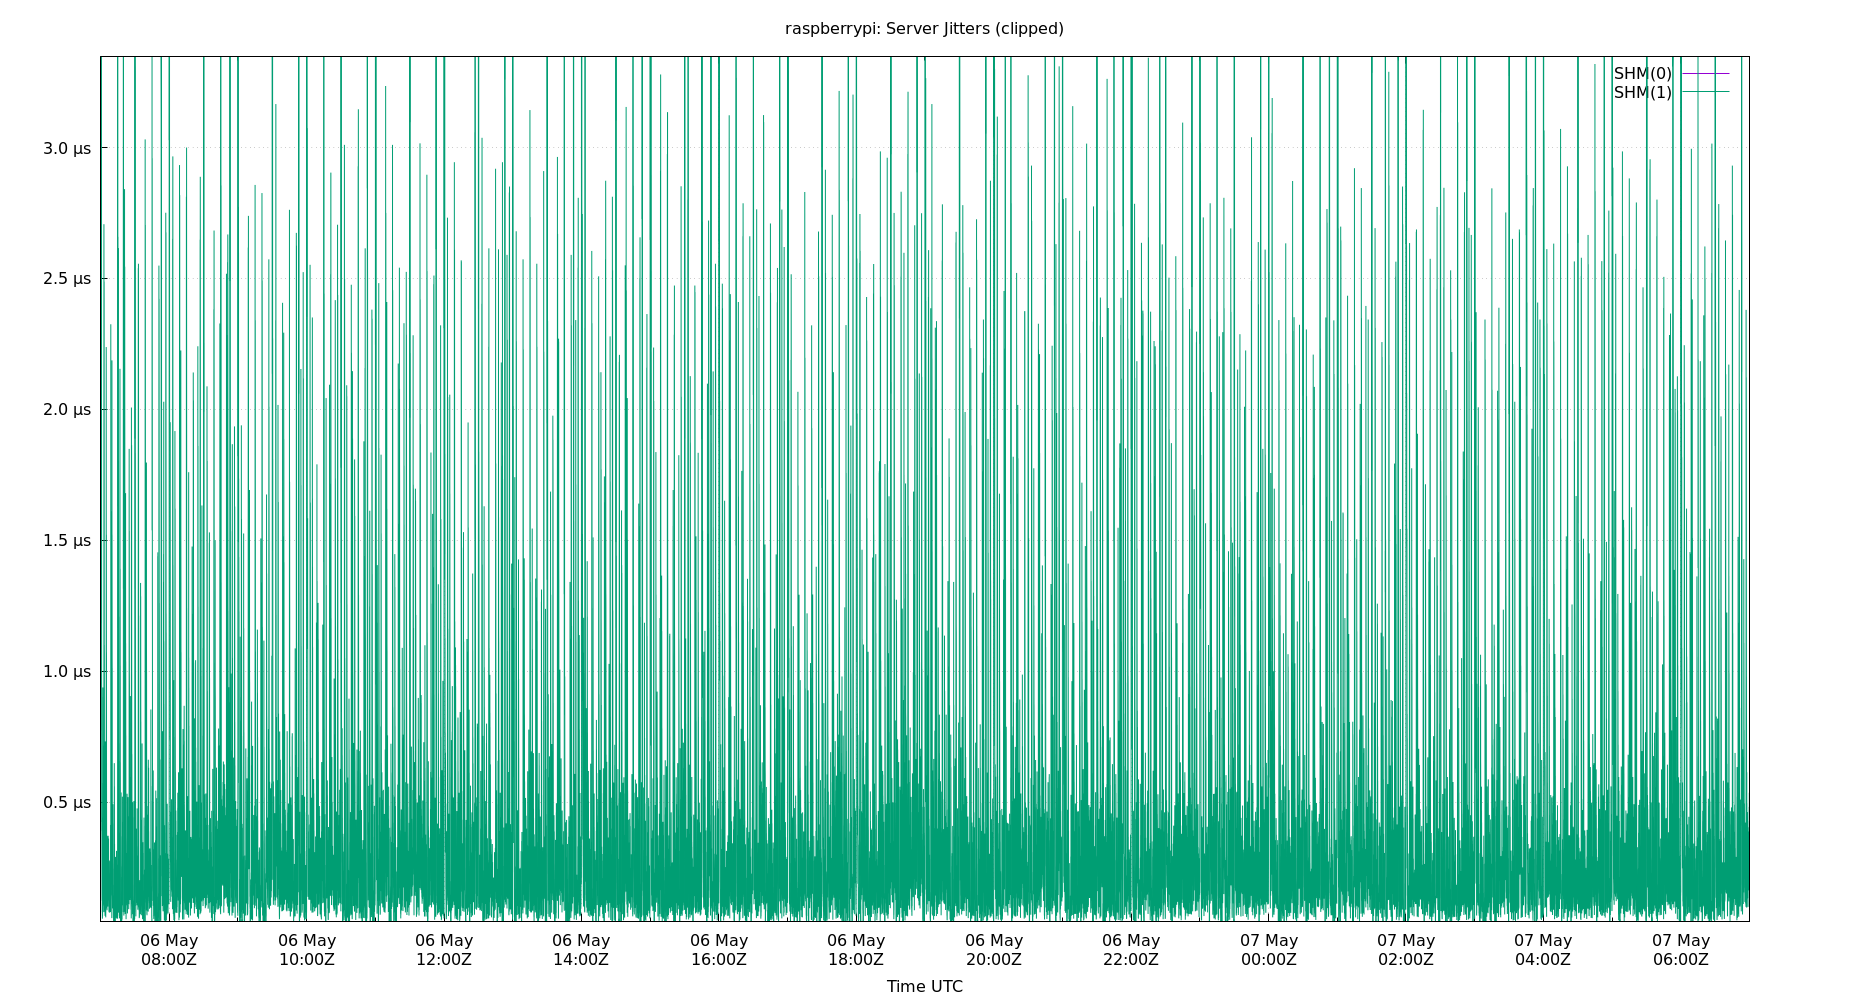 raspberrypi: Server Jitters (clipped)
SHM(0)
SHM(1)
3.0 µs
2.5 µs
2.0 µs
1.5 µs
1.0 µs
0.5 µs
06 May 06 May 06 May 06 May 06 May 06 May 06 May 06 May 07 May 07 May 07 May 07 May
08:00Z 10:00Z 12:00Z 14:00Z 16:00Z 18:00Z 20:00Z 22:00Z 00:00Z 02:00Z 04:00Z 06:00Z
Time UTC